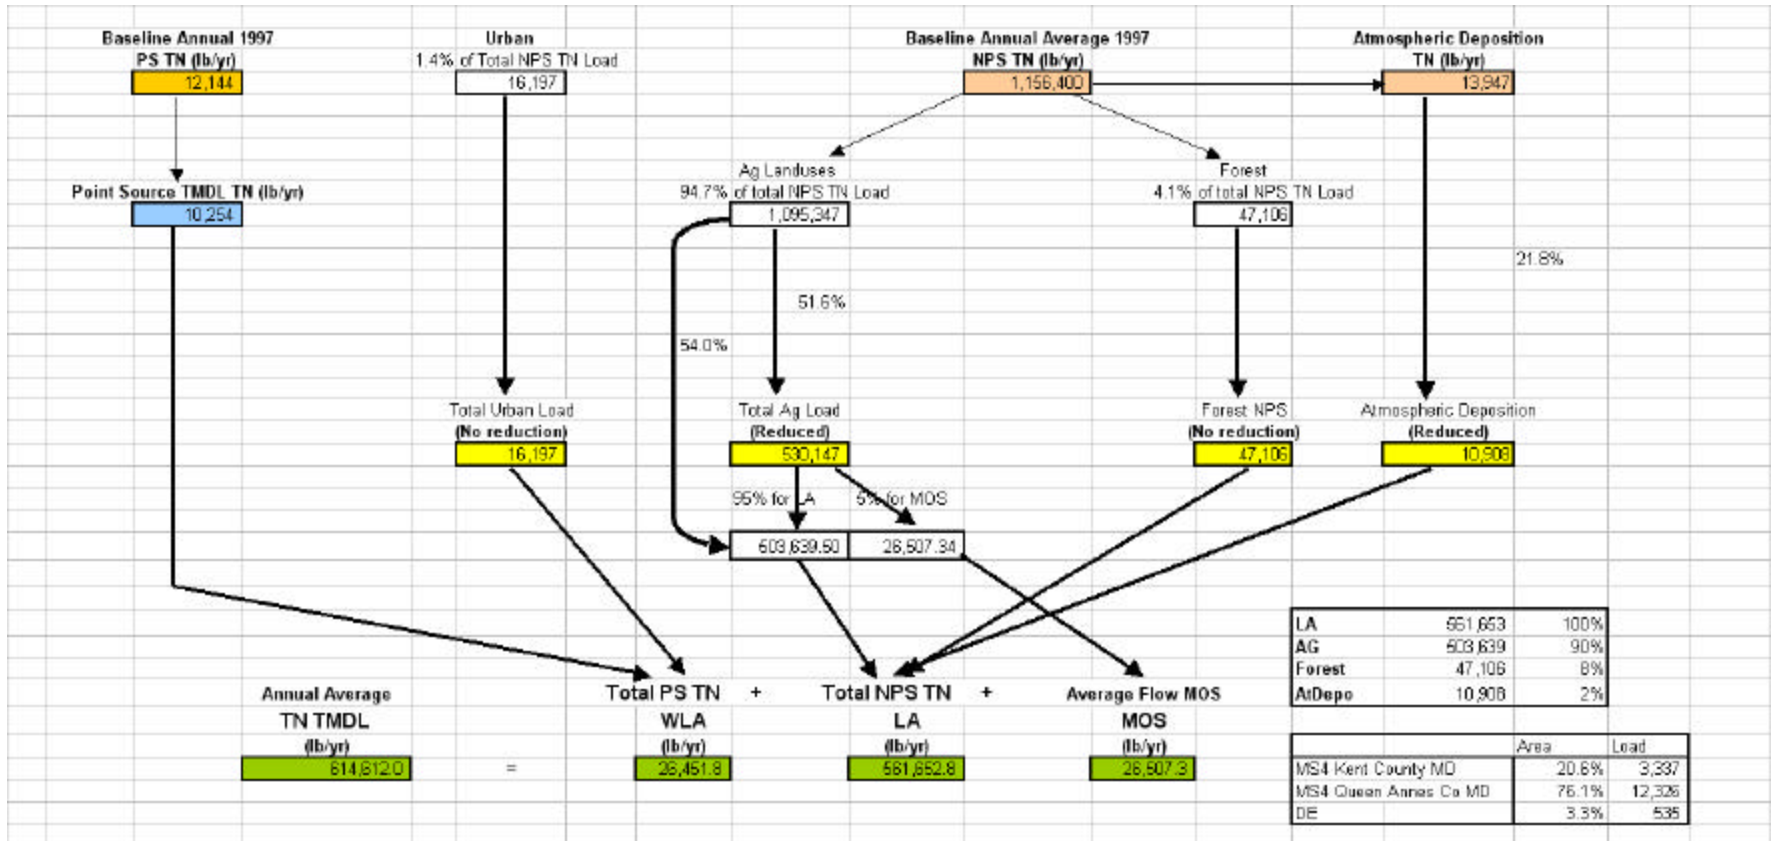 Baseline Annual 1997
PS TN (lb/yr)
12,144
Urban
1.4% of Total NPS TN Load
16,197
Baseline Annual Average 1997
NPS TN (lb/yr)
1,156,400
Atmospheric Deposition
TN (lb/yr)
13,947
Point Source TMDL TN (lb/yr)
10,254
Ag Landuses
94.7% of total NPS TN Load
1,095,347
Forest
4.1% of total NPS TN Load
47,106
21.8%
51.6%
54.0%
Total Urban Load
(No reduction)
16,197
Total Ag Load
(Reduced)
530,147
Forest NPS
(No reduction)
47,106
Atmospheric Deposition
(Reduced)
10,908
95% for LA
5% for MOS
503,639.50 26,507.34
LA 561,653 100%
AG 503,639 90%
Forest 47,106 8%
AtDepo 10,908 2%
Annual Average
TN TMDL
(lb/yr)
614,612.0
=
Total PS TN
WLA
(lb/yr)
26,451.8
+
Total NPS TN
LA
(lb/yr)
561,652.8
+
Average Flow MOS
MOS
(lb/yr)
26,507.3
Area Load
MS4 Kent County MD 20.6% 3,337
MS4 Queen Annes Co MD 76.1% 12,326
DE 3.3% 535